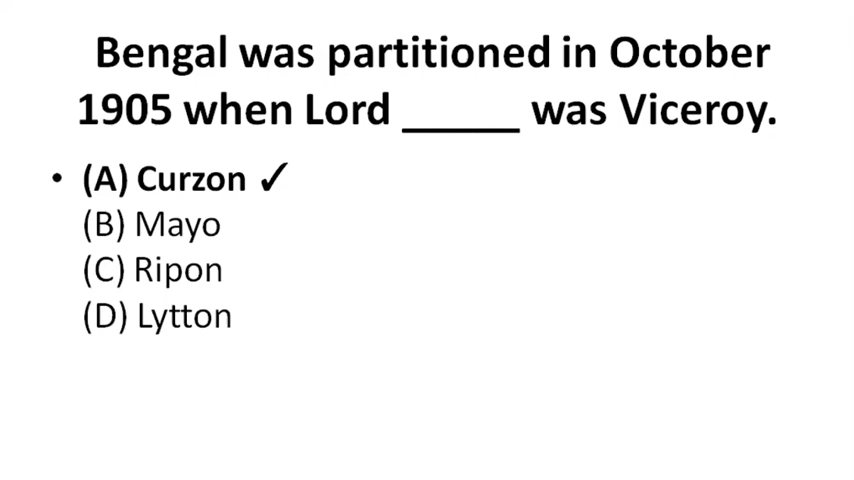 Bengal was partitioned in October
1905 when Lord _____ was Viceroy.
• (A) Curzon ✓
(B) Mayo
(C) Ripon
(D) Lytton